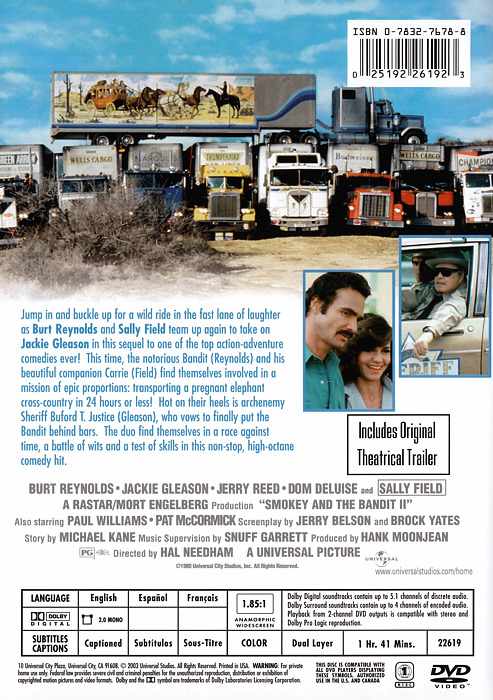 ISBN 0-7832-7678-8
0 25192 26192 3
WELLS CARGO
Budweiser
WELLS CARGO
CHAMPION
Jump in and buckle up for a wild ride in the fast lane of laughter
as Burt Reynolds and Sally Field team up again to take on
Jackie Gleason in this sequel to one of the top action-adventure
comedies ever! This time, the notorious Bandit (Reynolds) and his
beautiful companion Carrie (Field) find themselves involved in a
mission of epic proportions: transporting a pregnant elephant
cross-country in 24 hours or less! Hot on their heels is archenemy
Sheriff Buford T. Justice (Gleason), who vows to finally put the
Bandit behind bars. The duo find themselves in a race against
time, a battle of wits and a test of skills in this non-stop, high-octane
comedy hit.
Includes Original
Theatrical Trailer
BURT REYNOLDS • JACKIE GLEASON • JERRY REED • DOM DELUISE and SALLY FIELD
A RASTAR/MORT ENGELBERG Production "SMOKEY AND THE BANDIT II"
Also starring PAUL WILLIAMS • PAT McCORMICK Screenplay by JERRY BELSON and BROCK YATES
Story by MICHAEL KANE Music Supervision by SNUFF GARRETT Produced by HANK MOONJEAN
PG Directed by HAL NEEDHAM A UNIVERSAL PICTURE UNIVERSAL
©1980 Universal City Studios, Inc. All Rights Reserved.
www.universalstudios.com/home
LANGUAGE English Español Français 1.85:1
DOLBY DIGITAL 2.0 MONO ANAMORPHIC WIDESCREEN
Dolby Digital soundtracks contain up to 5.1 channels of discrete audio.
Dolby Surround soundtracks contain up to 4 channels of encoded audio.
Playback from 2-channel DVD outputs is compatible with stereo and
Dolby Pro Logic reproduction.
SUBTITLES CAPTIONS Captioned Subtítulos Sous-Titre COLOR Dual Layer 1 Hr. 41 Mins. 22619
10 Universal City Plaza, Universal City, CA 91608. © 2003 Universal Studios. All Rights Reserved. Printed in USA. WARNING: For private
home use only. Federal law provides severe civil and criminal penalties for the unauthorized reproduction, distribution or exhibition of
copyrighted motion pictures and video formats. Dolby and the DD symbol are trademarks of Dolby Laboratories Licensing Corporation.
THIS DISC IS COMPATIBLE WITH
ALL DVD PLAYERS DISPLAYING
THESE SYMBOLS. AUTHORIZED
FOR USE IN THE U.S. AND CANADA.
1
NTSC
DVD
VIDEO